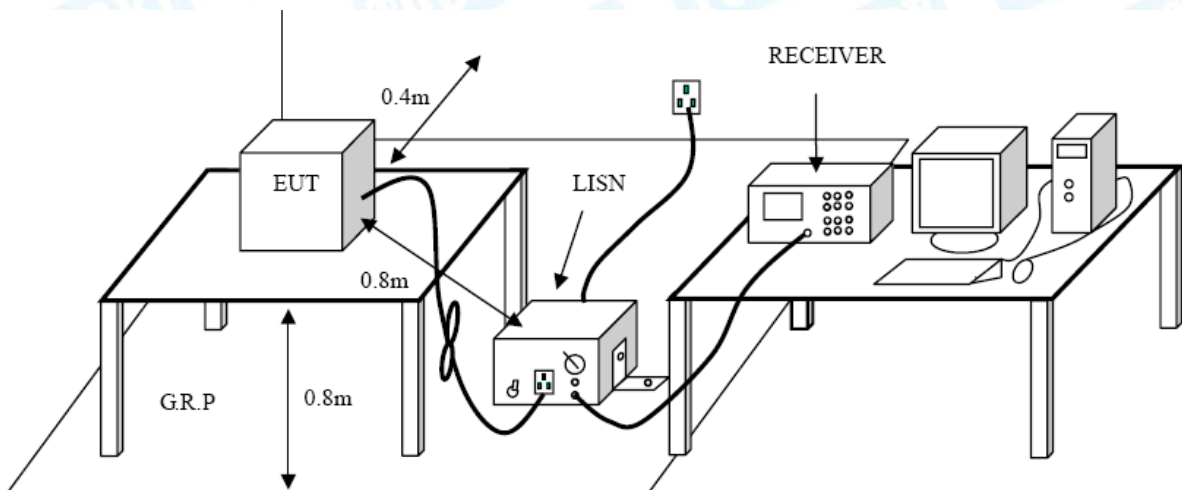 RECEIVER
0.4m
EUT
LISN
0.8m
G.R.P
0.8m